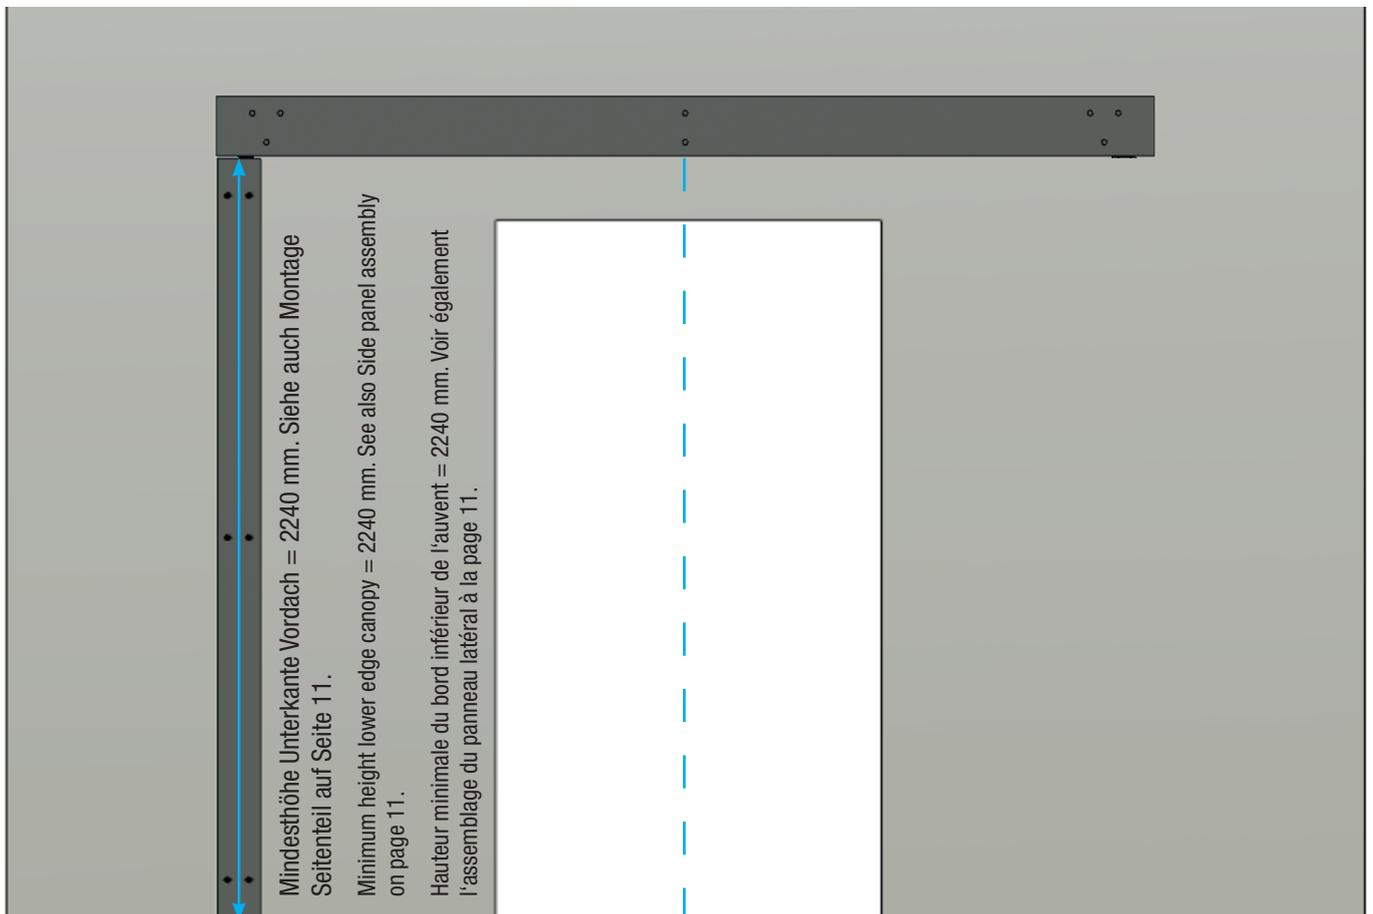 Mindesthöhe Unterkante Vordach = 2240 mm. Siehe auch Montage
Seitenteil auf Seite 11.
Minimum height lower edge canopy = 2240 mm. See also Side panel assembly
on page 11.
Hauteur minimale du bord inférieur de l‘auvent = 2240 mm. Voir également
l‘assemblage du panneau latéral à la page 11.